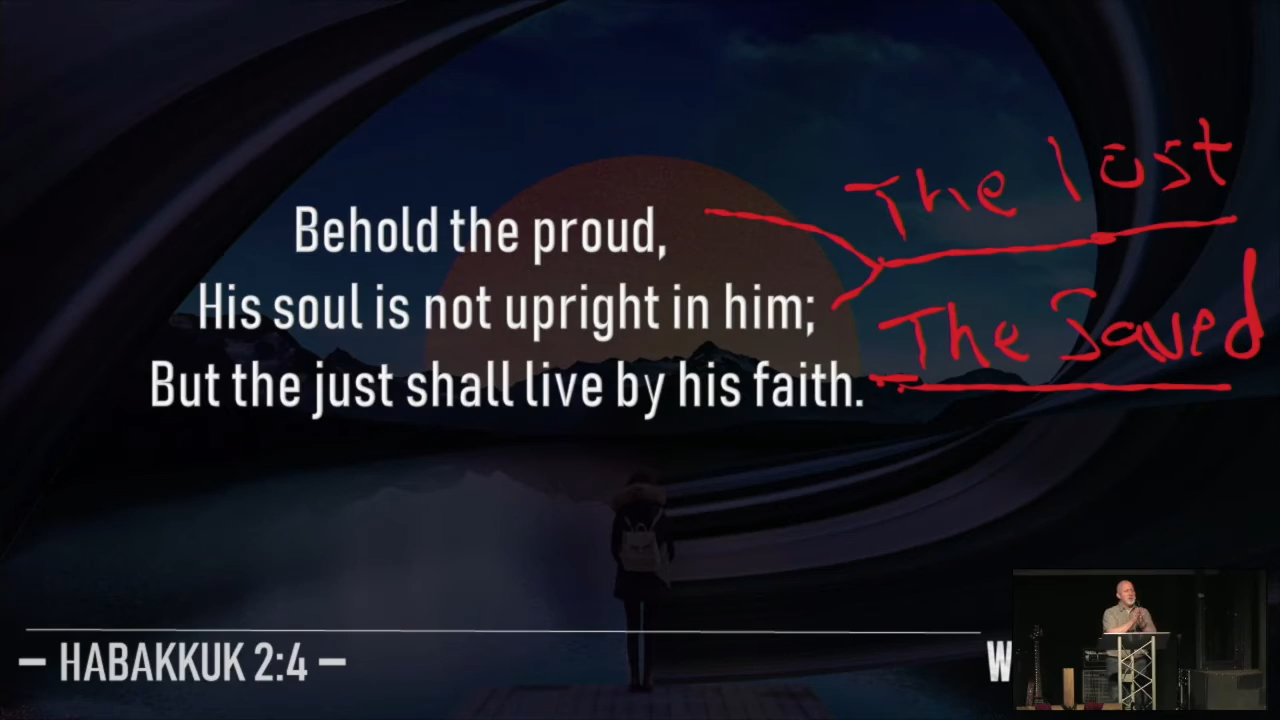 The lost
Behold the proud,
His soul is not upright in him;
The Saved
But the just shall live by his faith.
— HABAKKUK 2:4 —
W